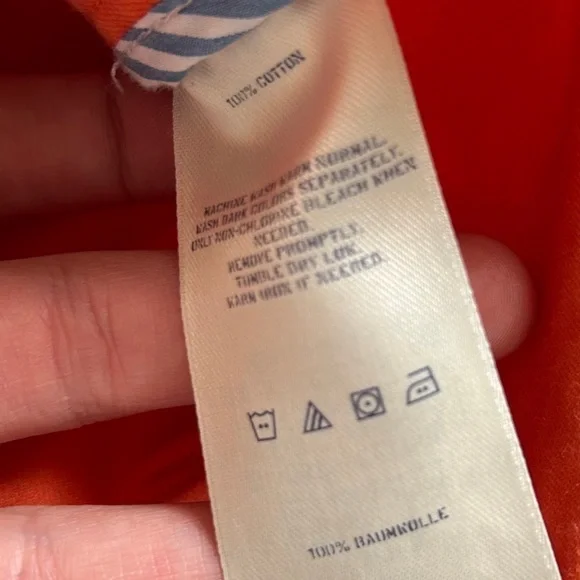 100% COTTON
MACHINE WASH WARM NORMAL.
WASH DARK COLORS SEPARATELY.
ONLY NON-CHLORINE BLEACH WHEN
NEEDED.
REMOVE PROMPTLY.
TUMBLE DRY LOW.
WARM IRON IF NEEDED.
100% BAUMWOLLE